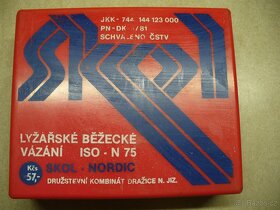 JKK - 744 144 123 000
PN - DK /81
SCHVÁLENO ČSTV
SKOL
LYŽAŘSKÉ BĚŽECKÉ
VÁZÁNÍ ISO - N 75
Kčs
57,-
SKOL - NORDIC
DRUŽSTEVNÍ KOMBINÁT DRAŽICE N. JIZ.